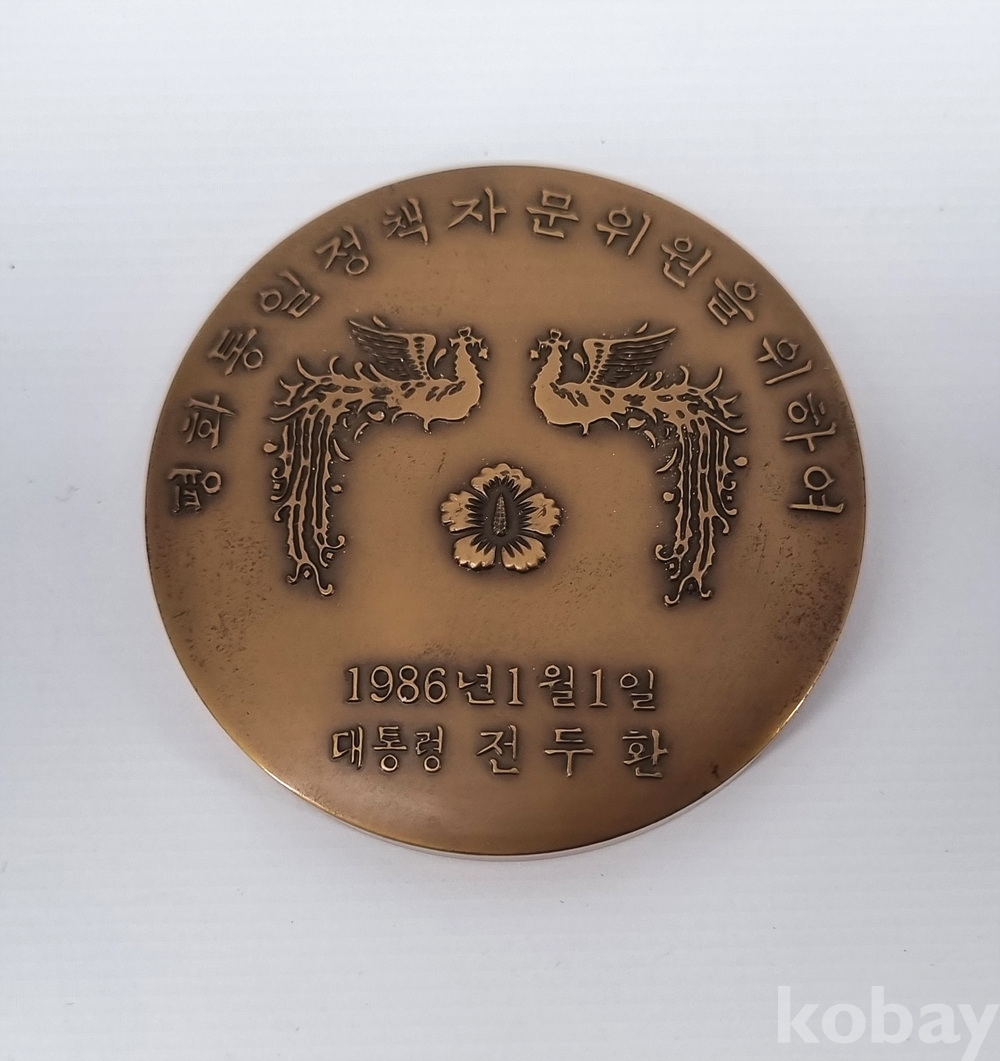 평화통일정책자문위원을 위하여
1986년 1월 1일
대통령 전두환
kobay